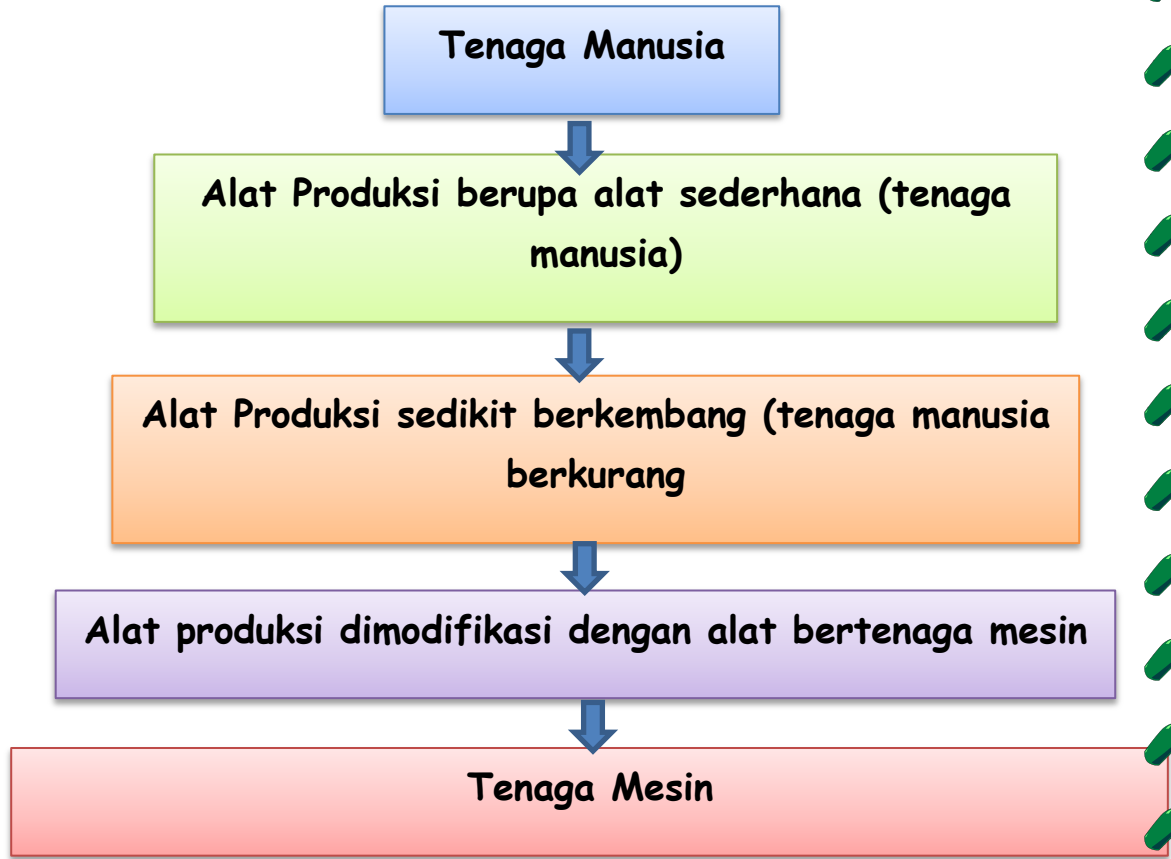 Tenaga Manusia
Alat Produksi berupa alat sederhana (tenaga
manusia)
Alat Produksi sedikit berkembang (tenaga manusia
berkurang
Alat produksi dimodifikasi dengan alat bertenaga mesin
Tenaga Mesin